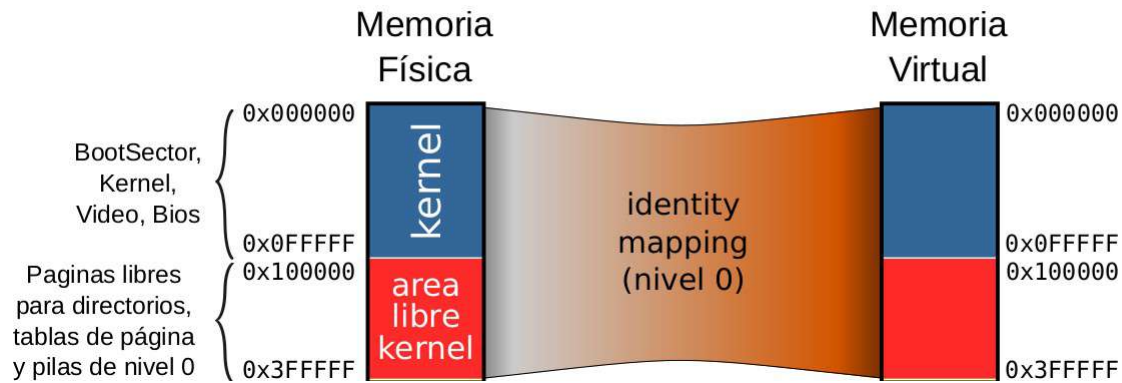 Memoria
Física
Memoria
Virtual
BootSector,
Kernel,
Video, Bios
0x000000
kernel
0x0FFFFF
identity
mapping
(nivel 0)
0x000000
0x0FFFFF
Paginas libres
para directorios,
tablas de página
y pilas de nivel 0
0x100000
area
libre
kernel
0x3FFFFF
0x100000
0x3FFFFF